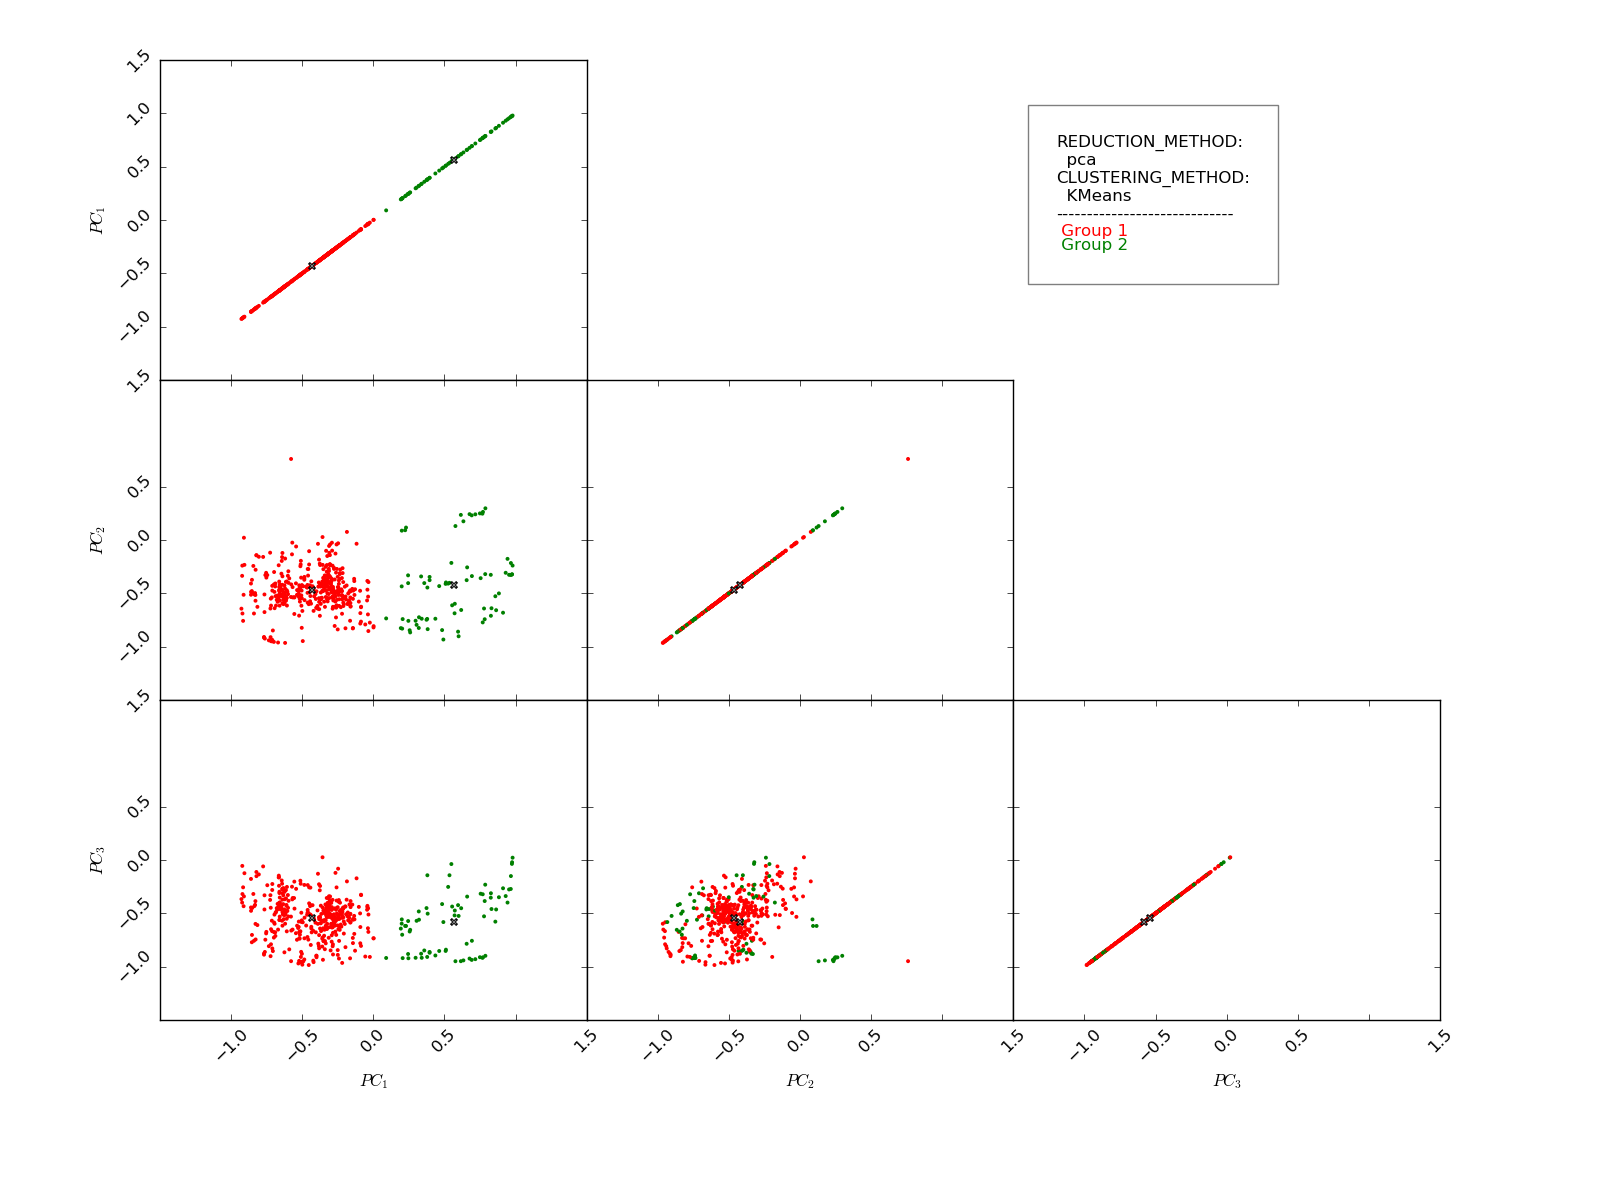 1.5
1.0
0.5
0.0
−0.5
−1.0
PC₁
REDUCTION_METHOD:
pca
CLUSTERING_METHOD:
KMeans
-----------------------------
Group 1
Group 2
1.5
0.5
0.0
−0.5
−1.0
PC₂
1.5
0.5
0.0
−0.5
−1.0
PC₃
−1.0 −0.5 0.0 0.5 1.5 −1.0 −0.5 0.0 0.5 1.5 −1.0 −0.5 0.0 0.5 1.5
PC₁ PC₂ PC₃